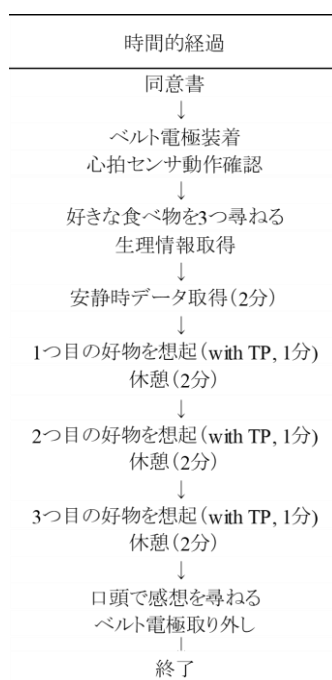 時間的経過
同意書
↓
ベルト電極装着
心拍センサ動作確認
↓
好きな食べ物を3つ尋ねる
生理情報取得
↓
安静時データ取得（2分）
↓
1つ目の好物を想起（with TP, 1分）
休憩（2分）
↓
2つ目の好物を想起（with TP, 1分）
休憩（2分）
↓
3つ目の好物を想起（with TP, 1分）
休憩（2分）
↓
口頭で感想を尋ねる
ベルト電極取り外し
|
終了